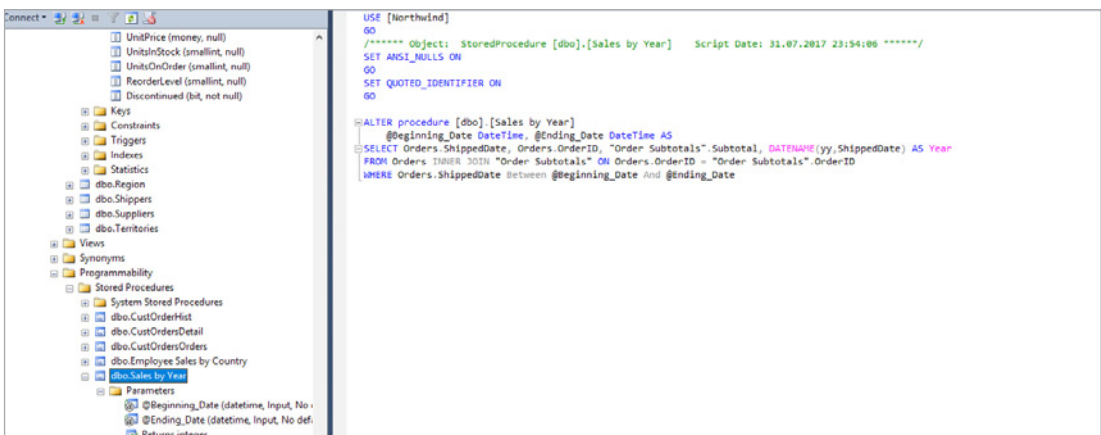 Connect
UnitPrice (money, null)
UnitsInStock (smallint, null)
UnitsOnOrder (smallint, null)
ReorderLevel (smallint, null)
Discontinued (bit, not null)
Keys
Constraints
Triggers
Indexes
Statistics
dbo.Region
dbo.Shippers
dbo.Suppliers
dbo.Territories
Views
Synonyms
Programmability
Stored Procedures
System Stored Procedures
dbo.CustOrderHist
dbo.CustOrdersDetail
dbo.CustOrdersOrders
dbo.Employee Sales by Country
dbo.Sales by Year
Parameters
@Beginning_Date (datetime, Input, No
@Ending_Date (datetime, Input, No def
Returns integer
USE [Northwind]
GO
/****** Object:  StoredProcedure [dbo].[Sales by Year]    Script Date: 31.07.2017 23:54:06 ******/
SET ANSI_NULLS ON
GO
SET QUOTED_IDENTIFIER ON
GO
ALTER procedure [dbo].[Sales by Year]
@Beginning_Date DateTime, @Ending_Date DateTime AS
SELECT Orders.ShippedDate, Orders.OrderID, "Order Subtotals".Subtotal, DATENAME(yy,ShippedDate) AS Year
FROM Orders INNER JOIN "Order Subtotals" ON Orders.OrderID = "Order Subtotals".OrderID
WHERE Orders.ShippedDate Between @Beginning_Date And @Ending_Date